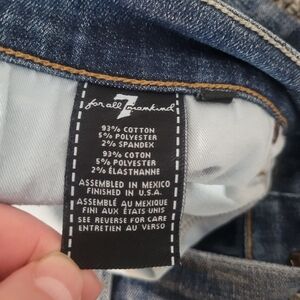 7
for all mankind
93% COTTON
5% POLYESTER
2% SPANDEX
93% COTON
5% POLYESTER
2% ÉLASTHANNE
ASSEMBLED IN MEXICO
FINISHED IN U.S.A.
ASSEMBLÉ AU MEXIQUE
FINI AUX ÉTATS UNIS
SEE REVERSE FOR CARE
ENTRETIEN AU VERSO